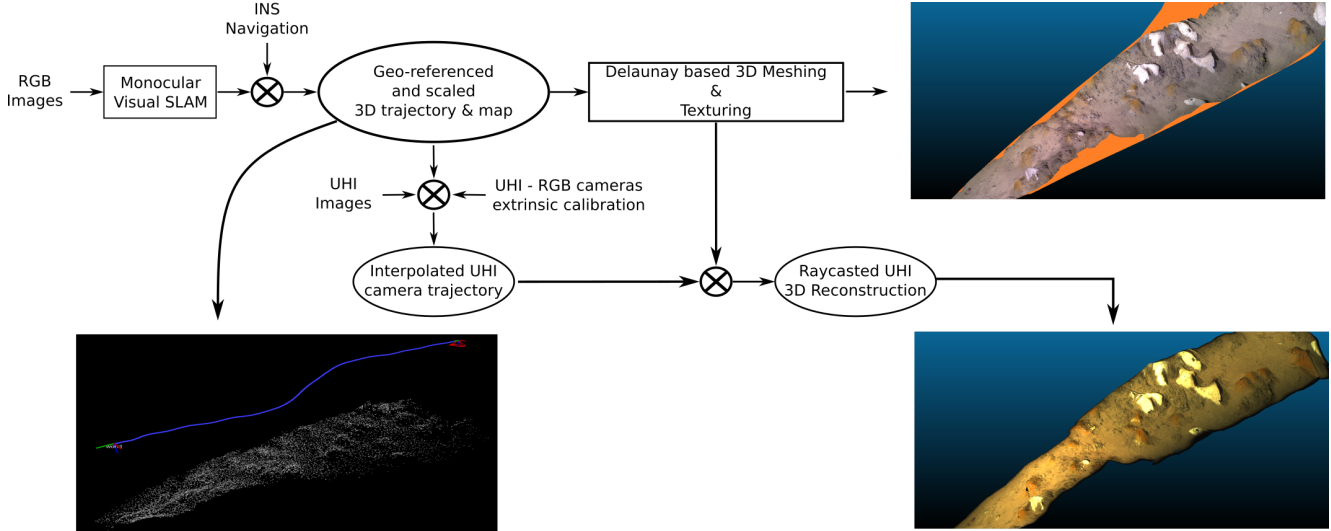 INS
Navigation
RGB
Images
Monocular
Visual SLAM
Geo-referenced
and scaled
3D trajectory & map
Delaunay based 3D Meshing
&
Texturing
UHI
Images
UHI - RGB cameras
extrinsic calibration
Interpolated UHI
camera trajectory
Raycasted UHI
3D Reconstruction